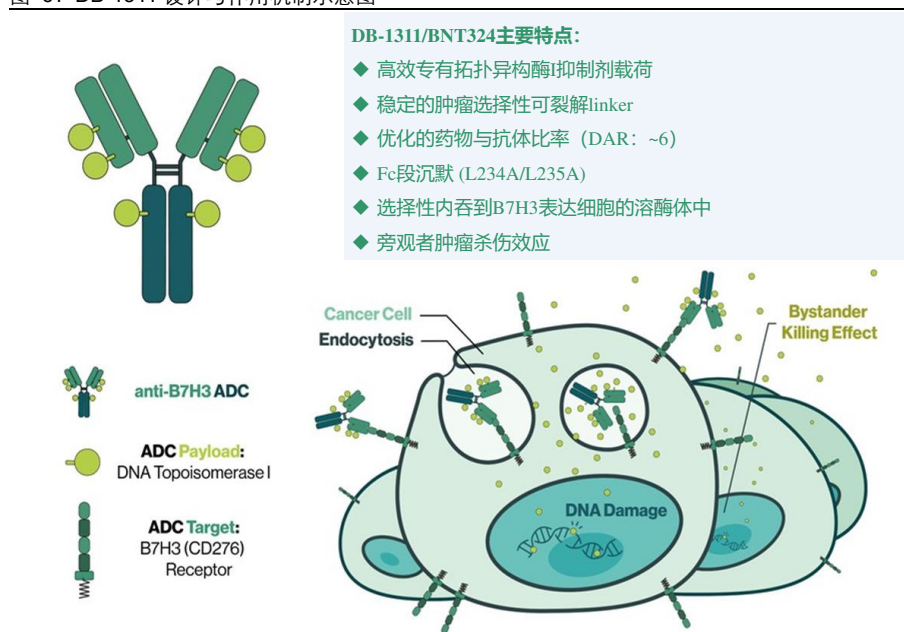 DB-1311/BNT324主要特点：
◆ 高效专有拓扑异构酶I抑制剂载荷
◆ 稳定的肿瘤选择性可裂解linker
◆ 优化的药物与抗体比率（DAR：~6）
◆ Fc段沉默 (L234A/L235A)
◆ 选择性内吞到B7H3表达细胞的溶酶体中
◆ 旁观者肿瘤杀伤效应
Cancer Cell
Endocytosis
Bystander
Killing Effect
anti-B7H3 ADC
ADC Payload:
DNA Topoisomerase I
ADC Target:
B7H3 (CD276)
Receptor
DNA Damage